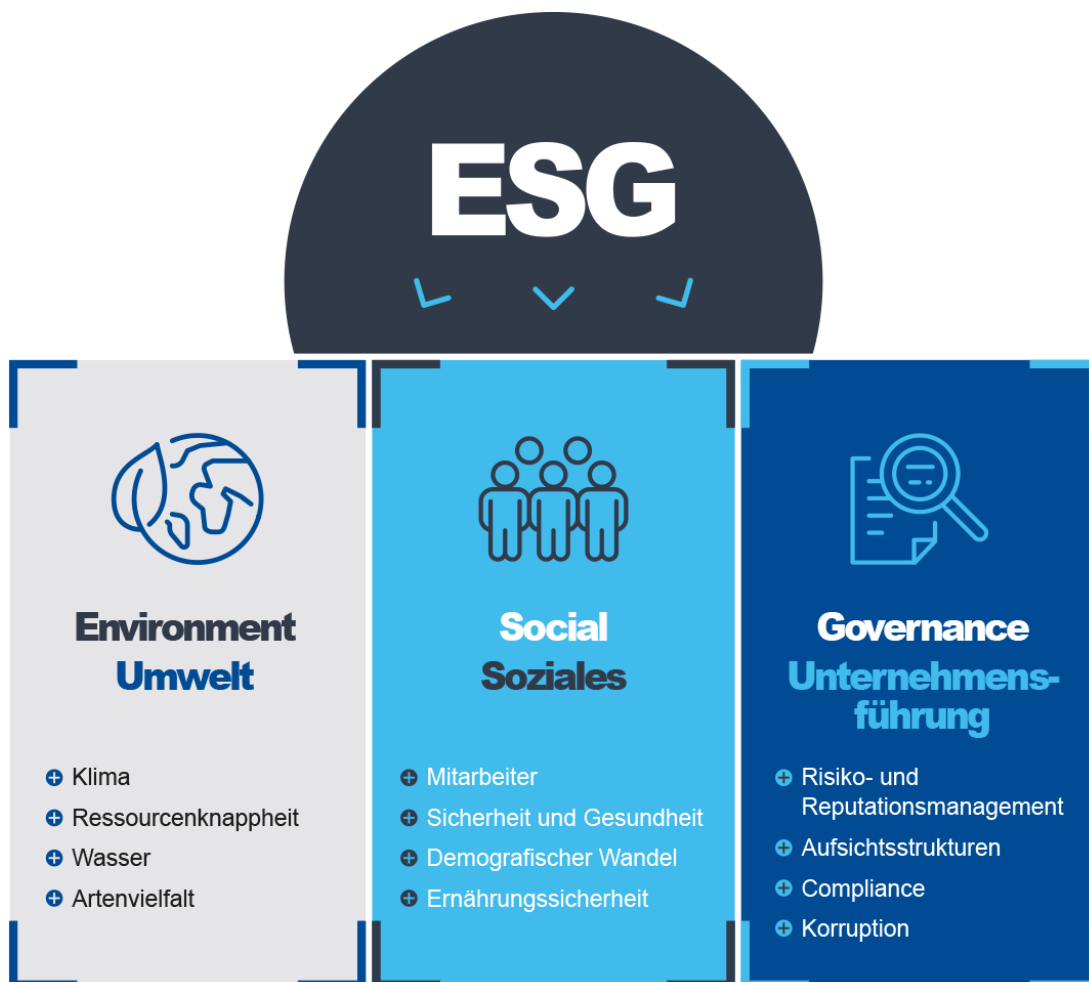 ESG
Environment
Umwelt
Klima
Ressourcenknappheit
Wasser
Artenvielfalt
Social
Soziales
Mitarbeiter
Sicherheit und Gesundheit
Demografischer Wandel
Ernährungssicherheit
Governance
Unternehmens-
führung
Risiko- und
Reputationsmanagement
Aufsichtsstrukturen
Compliance
Korruption